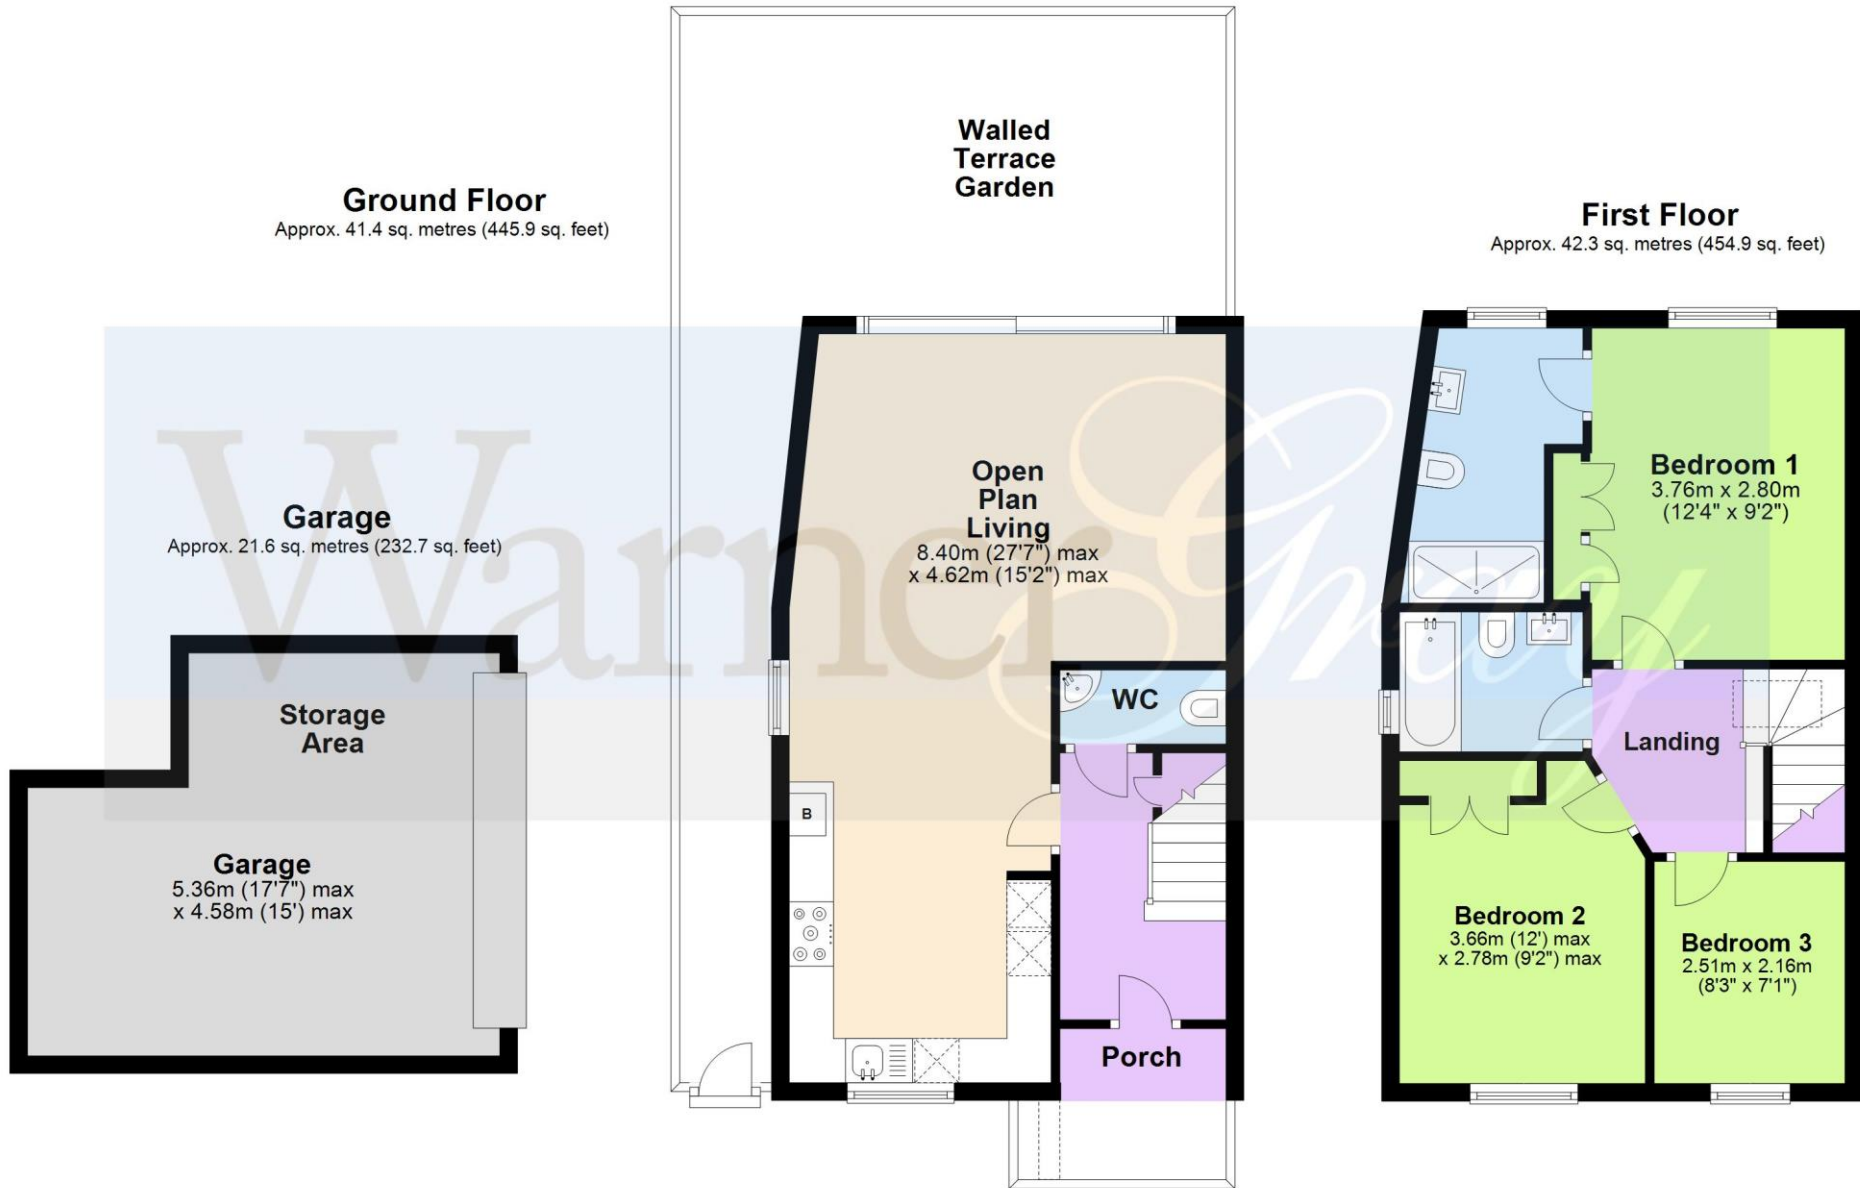 Ground Floor
Approx. 41.4 sq. metres (445.9 sq. feet)
Walled
Terrace
Garden
First Floor
Approx. 42.3 sq. metres (454.9 sq. feet)
Garage
Approx. 21.6 sq. metres (232.7 sq. feet)
Storage
Area
Garage
5.36m (17'7") max
x 4.58m (15') max
Open
Plan
Living
8.40m (27'7") max
x 4.62m (15'2") max
WC
B
Porch
Bedroom 1
3.76m x 2.80m
(12'4" x 9'2")
Landing
Bedroom 2
3.66m (12') max
x 2.78m (9'2") max
Bedroom 3
2.51m x 2.16m
(8'3" x 7'1")
Warner Gray